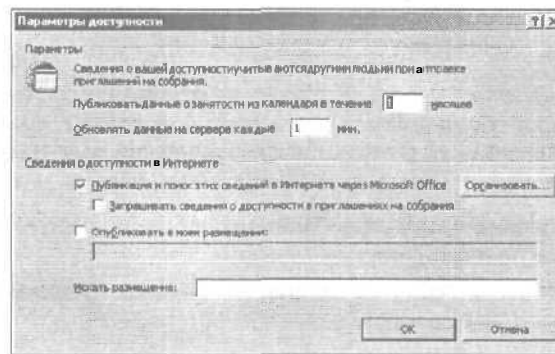 Параметры доступности
Параметры
Сведения о вашей доступности учитываются другими людьми при отправке
приглашений на собрания.
Публиковать данные о занятости из календаря в течение 1 месяцев
Обновлять данные на сервере каждые 1 мин.
Сведения о доступности в Интернете
Публикация и поиск этих сведений в Интернете через Microsoft Office Организовать...
Запрашивать сведения о доступности в приглашениях на собрания
Опубликовать в моем размещении:
Искать размещение:
ОК Отмена